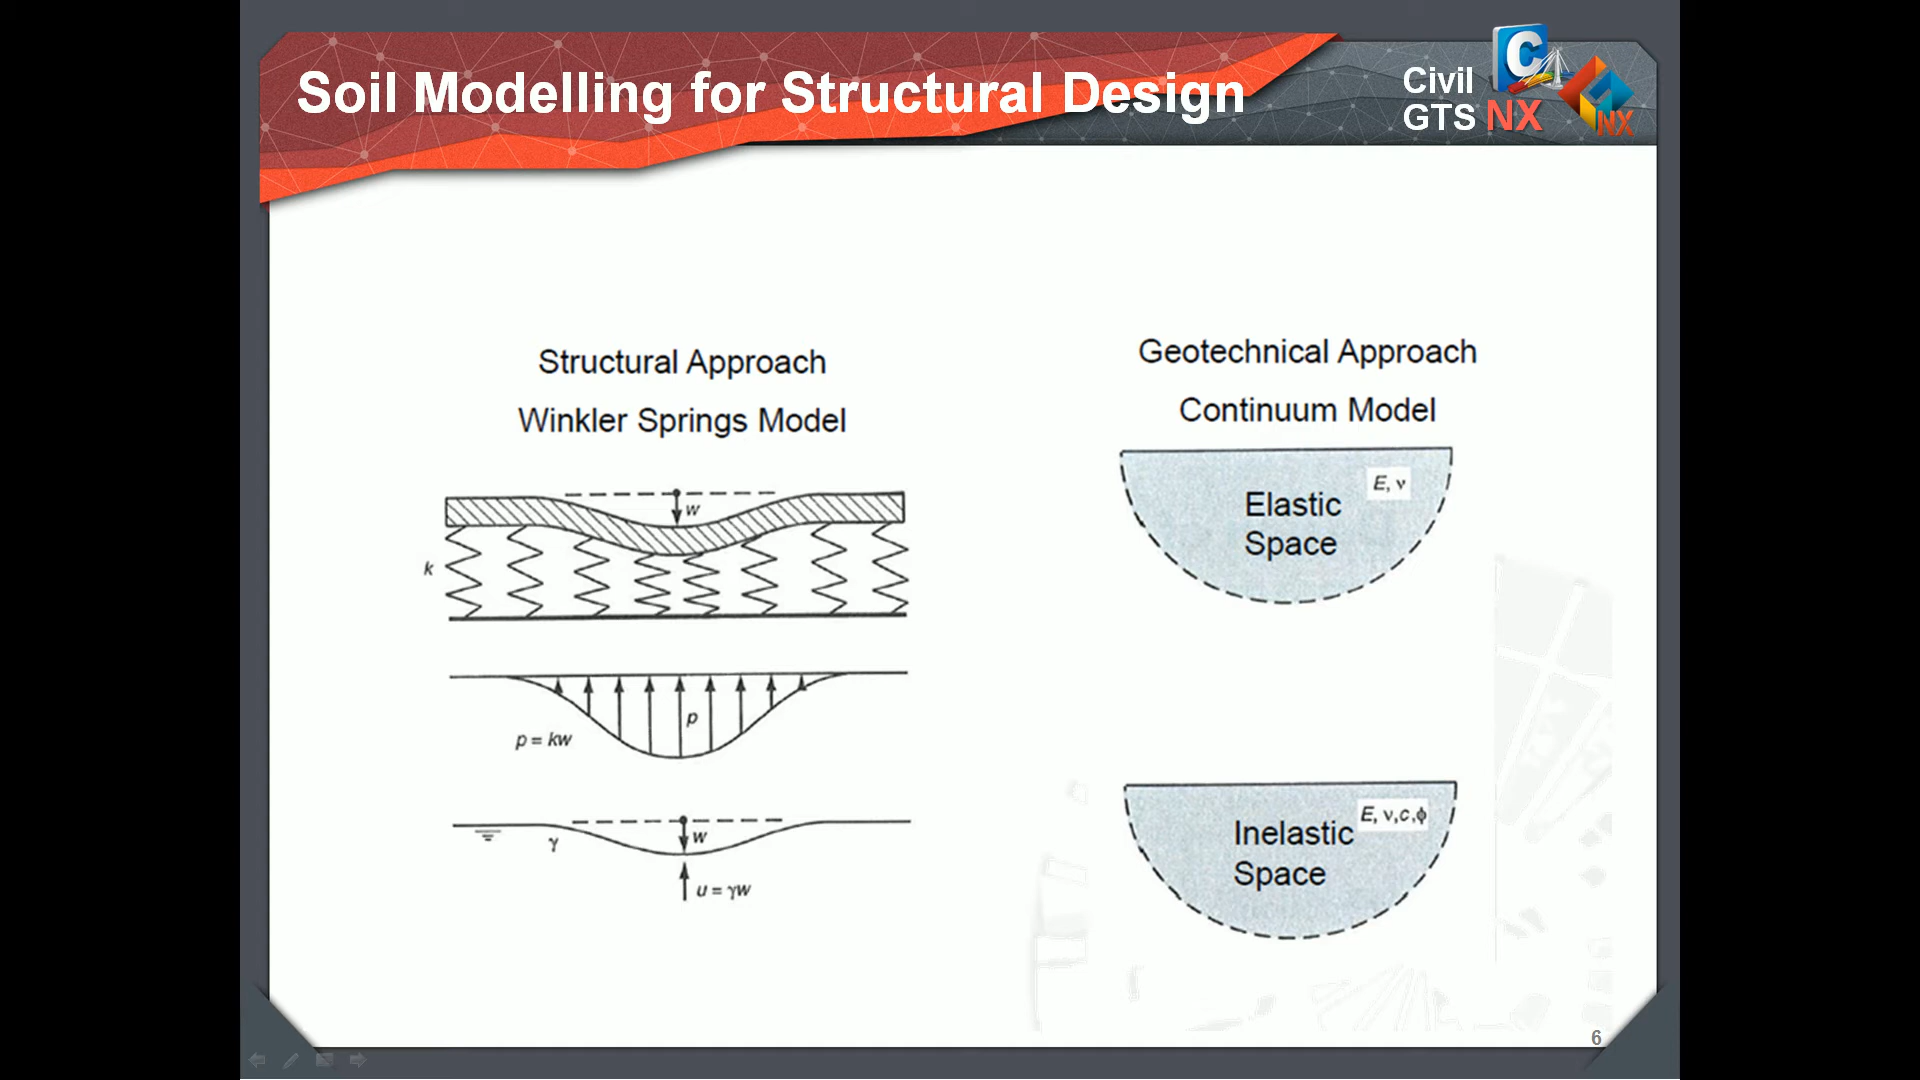 Soil Modelling for Structural Design
Civil
GTS NX
C
NX
Structural Approach
Winkler Springs Model
w
k
p
p = kw
w
γ
u = γw
Geotechnical Approach
Continuum Model
E, ν
Elastic
Space
E, ν,c,ϕ
Inelastic
Space
6